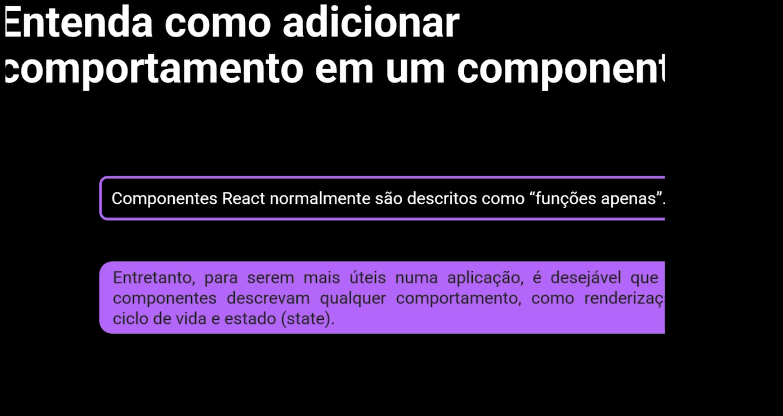 Entenda como adicionar
comportamento em um component
Componentes React normalmente são descritos como “funções apenas”.
Entretanto, para serem mais úteis numa aplicação, é desejável que
componentes descrevam qualquer comportamento, como renderizaç
ciclo de vida e estado (state).